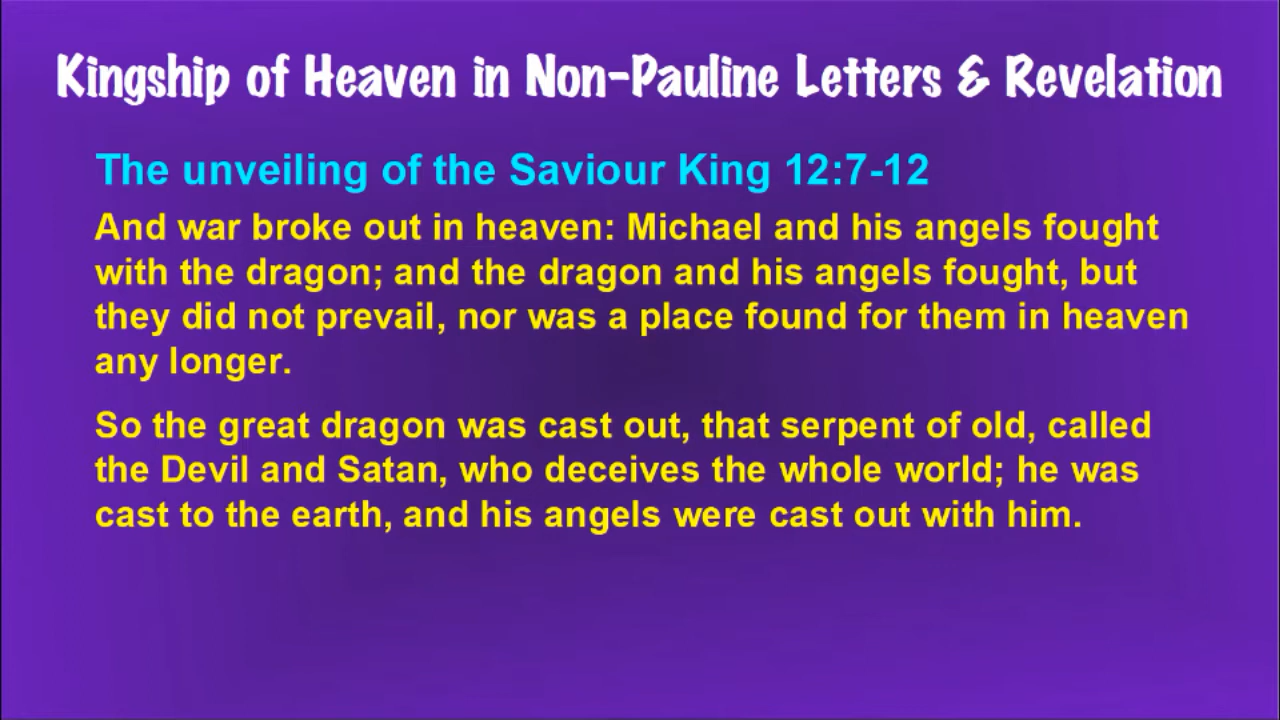 Kingship of Heaven in Non-Pauline Letters & Revelation
The unveiling of the Saviour King 12:7-12
And war broke out in heaven: Michael and his angels fought
with the dragon; and the dragon and his angels fought, but
they did not prevail, nor was a place found for them in heaven
any longer.
So the great dragon was cast out, that serpent of old, called
the Devil and Satan, who deceives the whole world; he was
cast to the earth, and his angels were cast out with him.